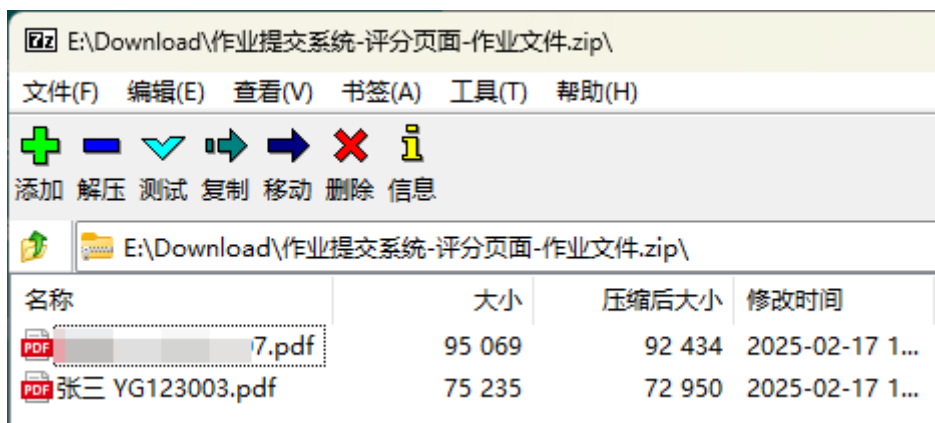 7z E:\Download\作业提交系统-评分页面-作业文件.zip\
文件(F) 编辑(E) 查看(V) 书签(A) 工具(T) 帮助(H)
添加 解压 测试 复制 移动 删除 信息
E:\Download\作业提交系统-评分页面-作业文件.zip\
名称 大小 压缩后大小 修改时间
PDF 7.pdf 95 069 92 434 2025-02-17 1...
PDF 张三 YG123003.pdf 75 235 72 950 2025-02-17 1...